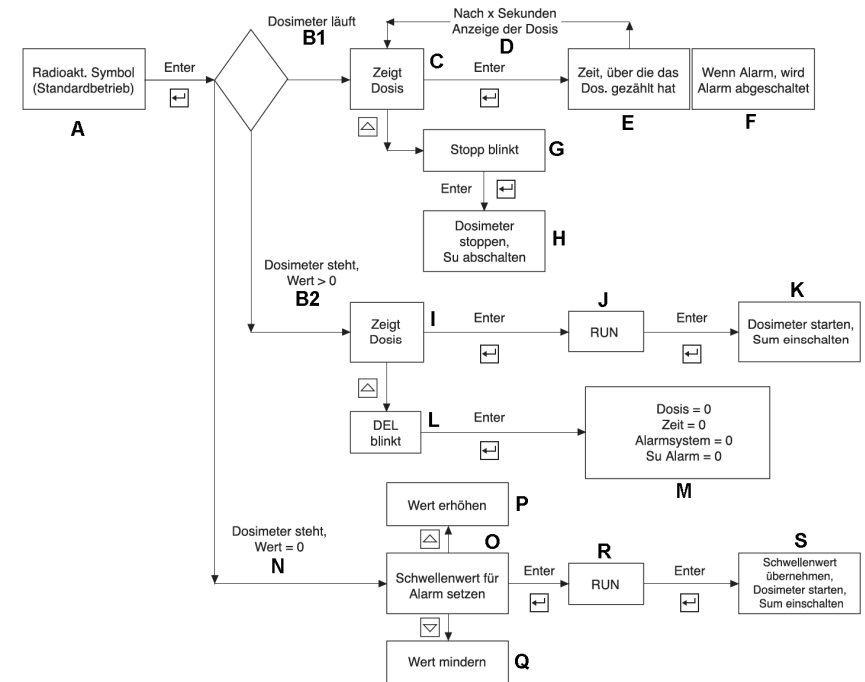 Dosimeter läuft
B1
Nach x Sekunden
Anzeige der Dosis
D
Radioakt. Symbol
(Standardbetrieb)
A
Enter
Zeigt
Dosis
C
Enter
Zeit, über die das
Dos. gezählt hat
E
Wenn Alarm, wird
Alarm abgeschaltet
F
Stopp blinkt
G
Enter
Dosimeter
stoppen,
Su abschalten
H
Dosimeter steht,
Wert > 0
B2
Zeigt
Dosis
I
Enter
J
RUN
Enter
K
Dosimeter starten,
Sum einschalten
DEL
blinkt
L
Enter
Dosis = 0
Zeit = 0
Alarmsystem = 0
Su Alarm = 0
M
Wert erhöhen
P
Dosimeter steht,
Wert = 0
N
O
Schwellenwert für
Alarm setzen
Enter
R
RUN
Enter
S
Schwellenwert
übernehmen,
Dosimeter starten,
Sum einschalten
Wert mindern
Q